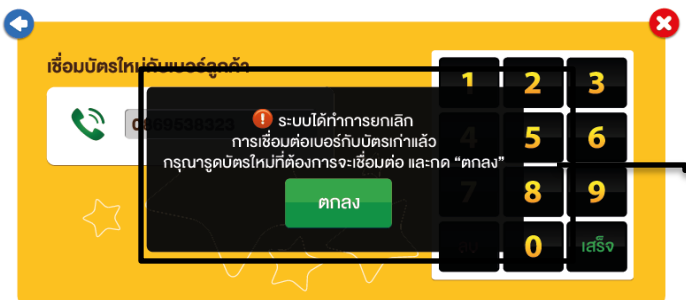 เชื่อมบัตรใหม่กับเบอร์ลูกค้า
0869538323
! ระบบได้ทำการยกเลิก
การเชื่อมต่อเบอร์กับบัตรเก่าแล้ว
กรุณารูดบัตรใหม่ที่ต้องการจะเชื่อมต่อ และกด “ตกลง”
ตกลง
1 2 3
4 5 6
7 8 9
0 เสร็จ